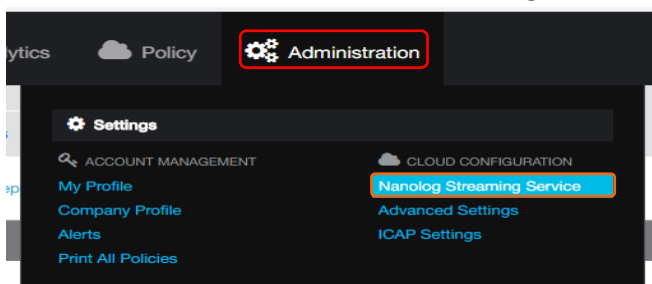 Policy
Administration
Settings
ACCOUNT MANAGEMENT
My Profile
Company Profile
Alerts
Print All Policies
CLOUD CONFIGURATION
Nanolog Streaming Service
Advanced Settings
ICAP Settings